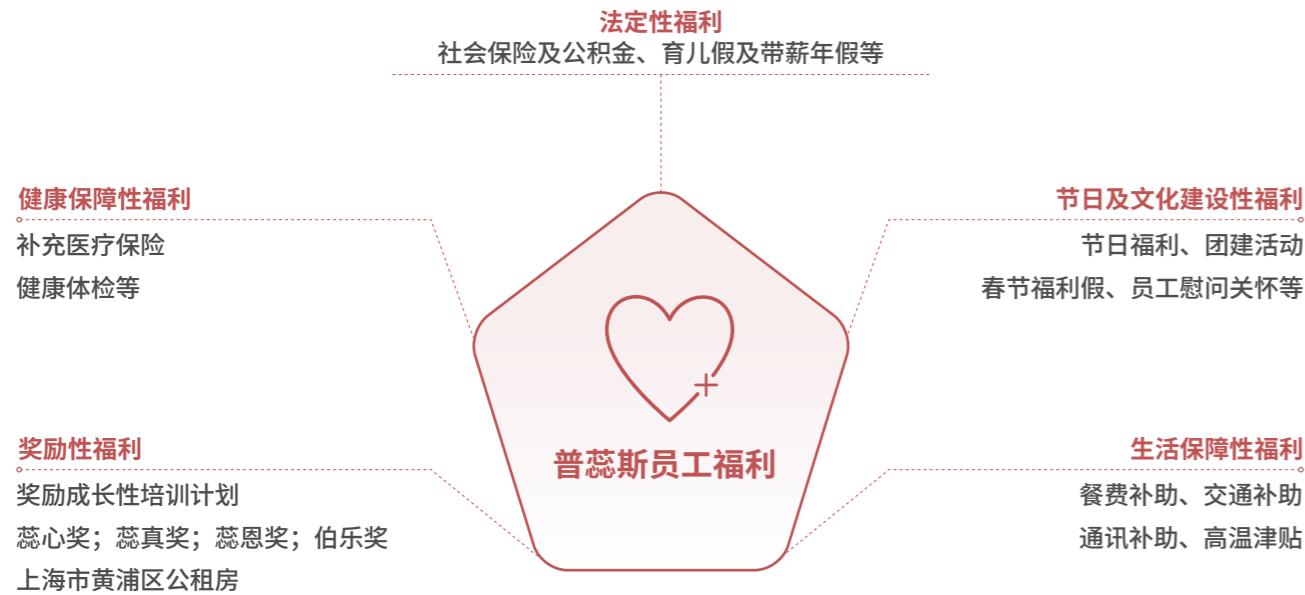 法定性福利
社会保险及公积金、育儿假及带薪年假等
健康保障性福利
补充医疗保险
健康体检等
节日及文化建设性福利
节日福利、团建活动
春节福利假、员工慰问关怀等
普蕊斯员工福利
奖励性福利
奖励成长性培训计划
蕊心奖；蕊真奖；蕊恩奖；伯乐奖
上海市黄浦区公租房
生活保障性福利
餐费补助、交通补助
通讯补助、高温津贴